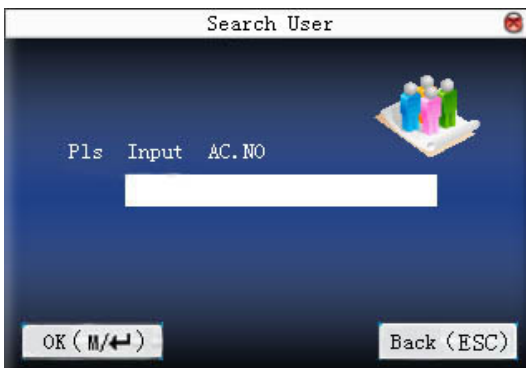 Search User
Pls Input AC.NO
OK(M/↵)
Back(ESC)